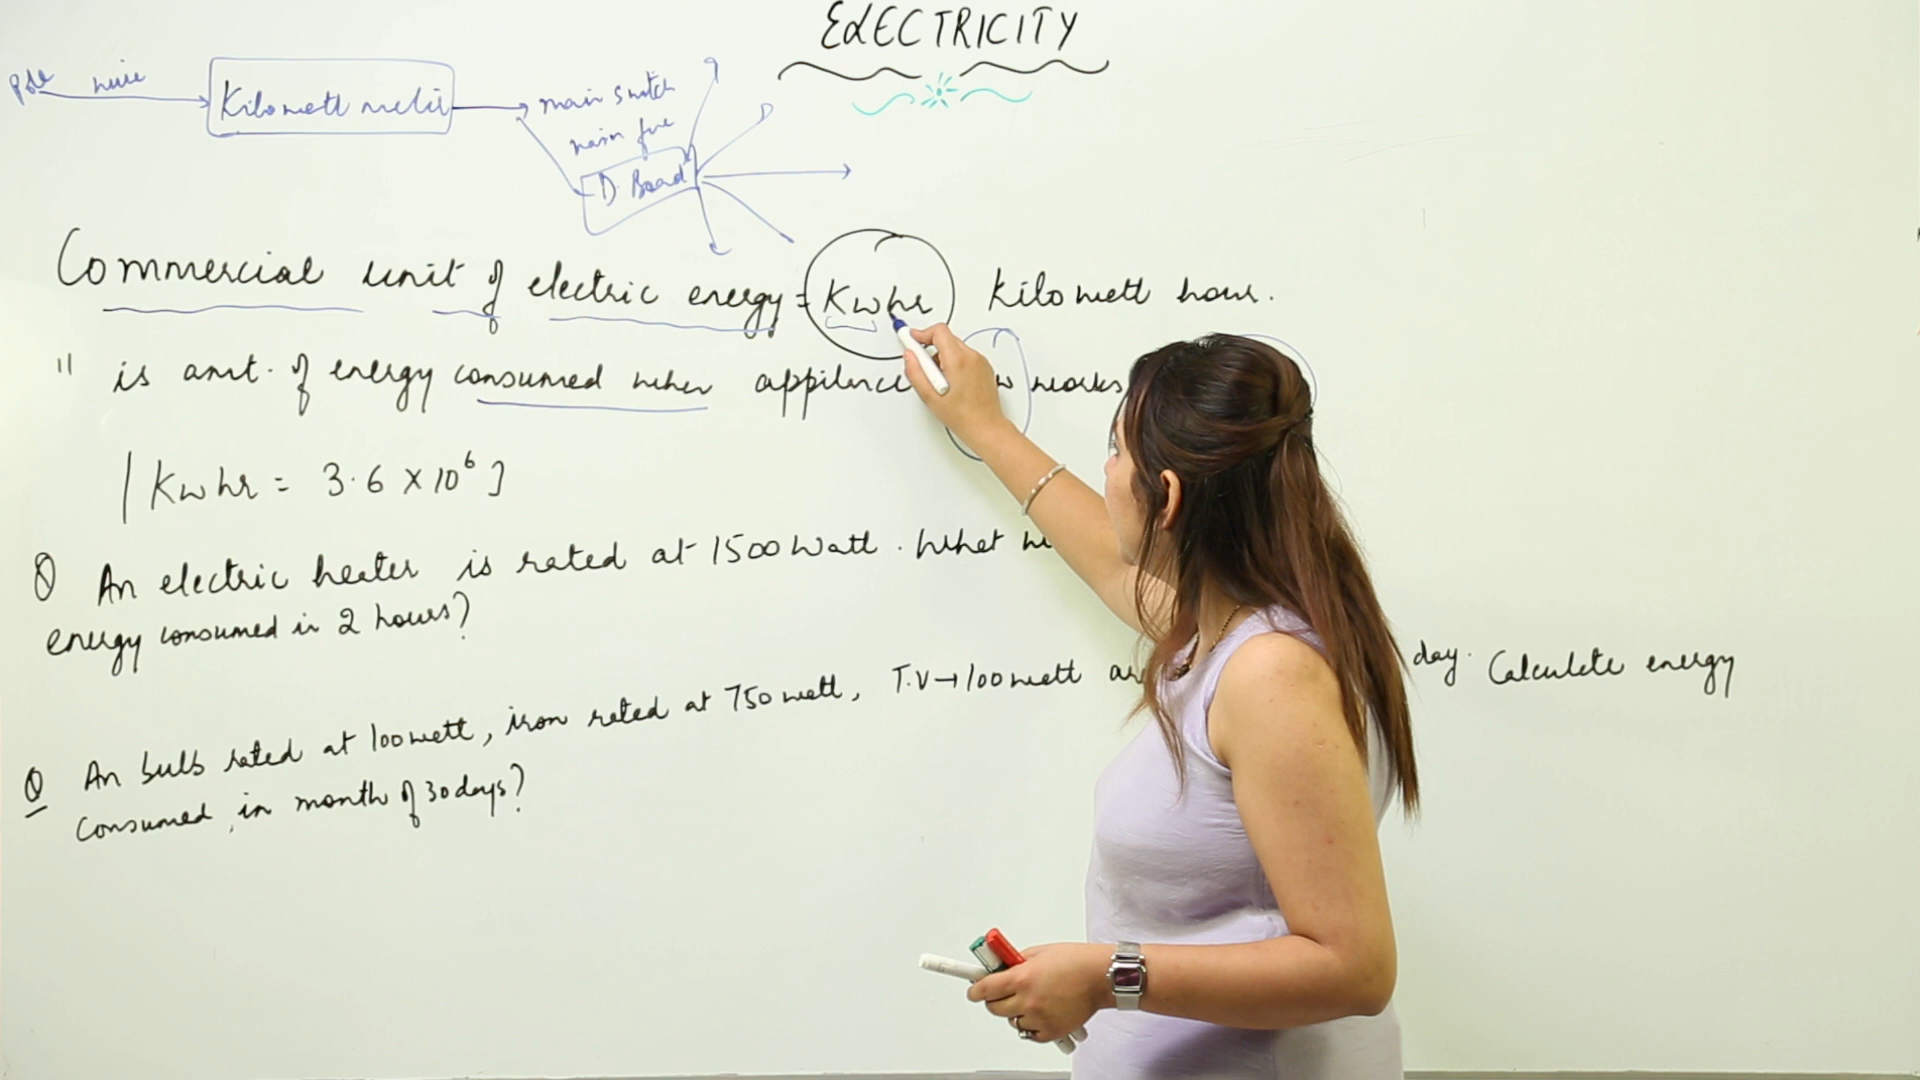 ELECTRICITY
Pole wire
Kilowatt meter
main switch
main fuse
D. Board
Commercial unit of electric energy = Kwhr Kilowatt hour.
" is amt. of energy consumed when appilance w works
1 Kwhr = 3.6 × 10⁶ J
Q An electric heater is rated at 1500 Watt. What
energy consumed in 2 hours?
Q An bulb rated at 100 watt, iron rated at 750 watt, T.V → 100 watt day. Calculate energy
consumed, in month of 30 days?